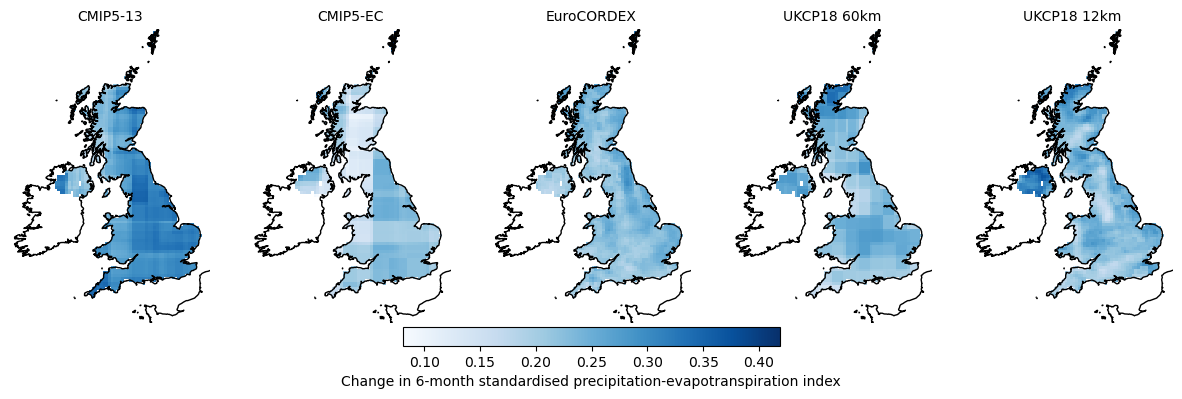 CMIP5-13 CMIP5-EC EuroCORDEX UKCP18 60km UKCP18 12km
0.10 0.15 0.20 0.25 0.30 0.35 0.40
Change in 6-month standardised precipitation-evapotranspiration index